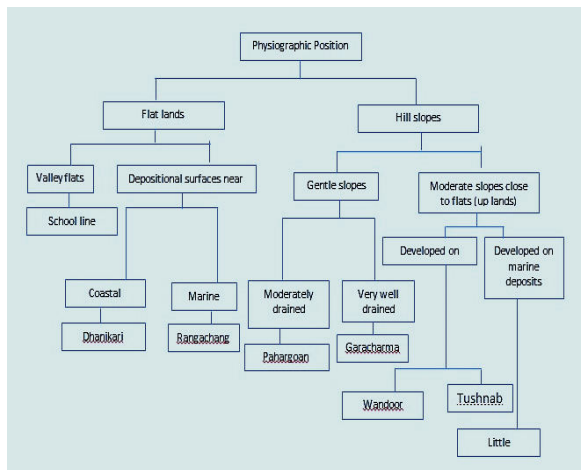 Physiographic Position
Flat lands
Hill slopes
Valley flats
Depositional surfaces near
Gentle slopes
Moderate slopes close
to flats (up lands)
School line
Developed on
Developed on
marine
deposits
Coastal
Marine
Moderately
drained
Very well
drained
Dhanikari
Rangachang
Pahargoan
Garacharma
Wandoor
Tushnab
Little